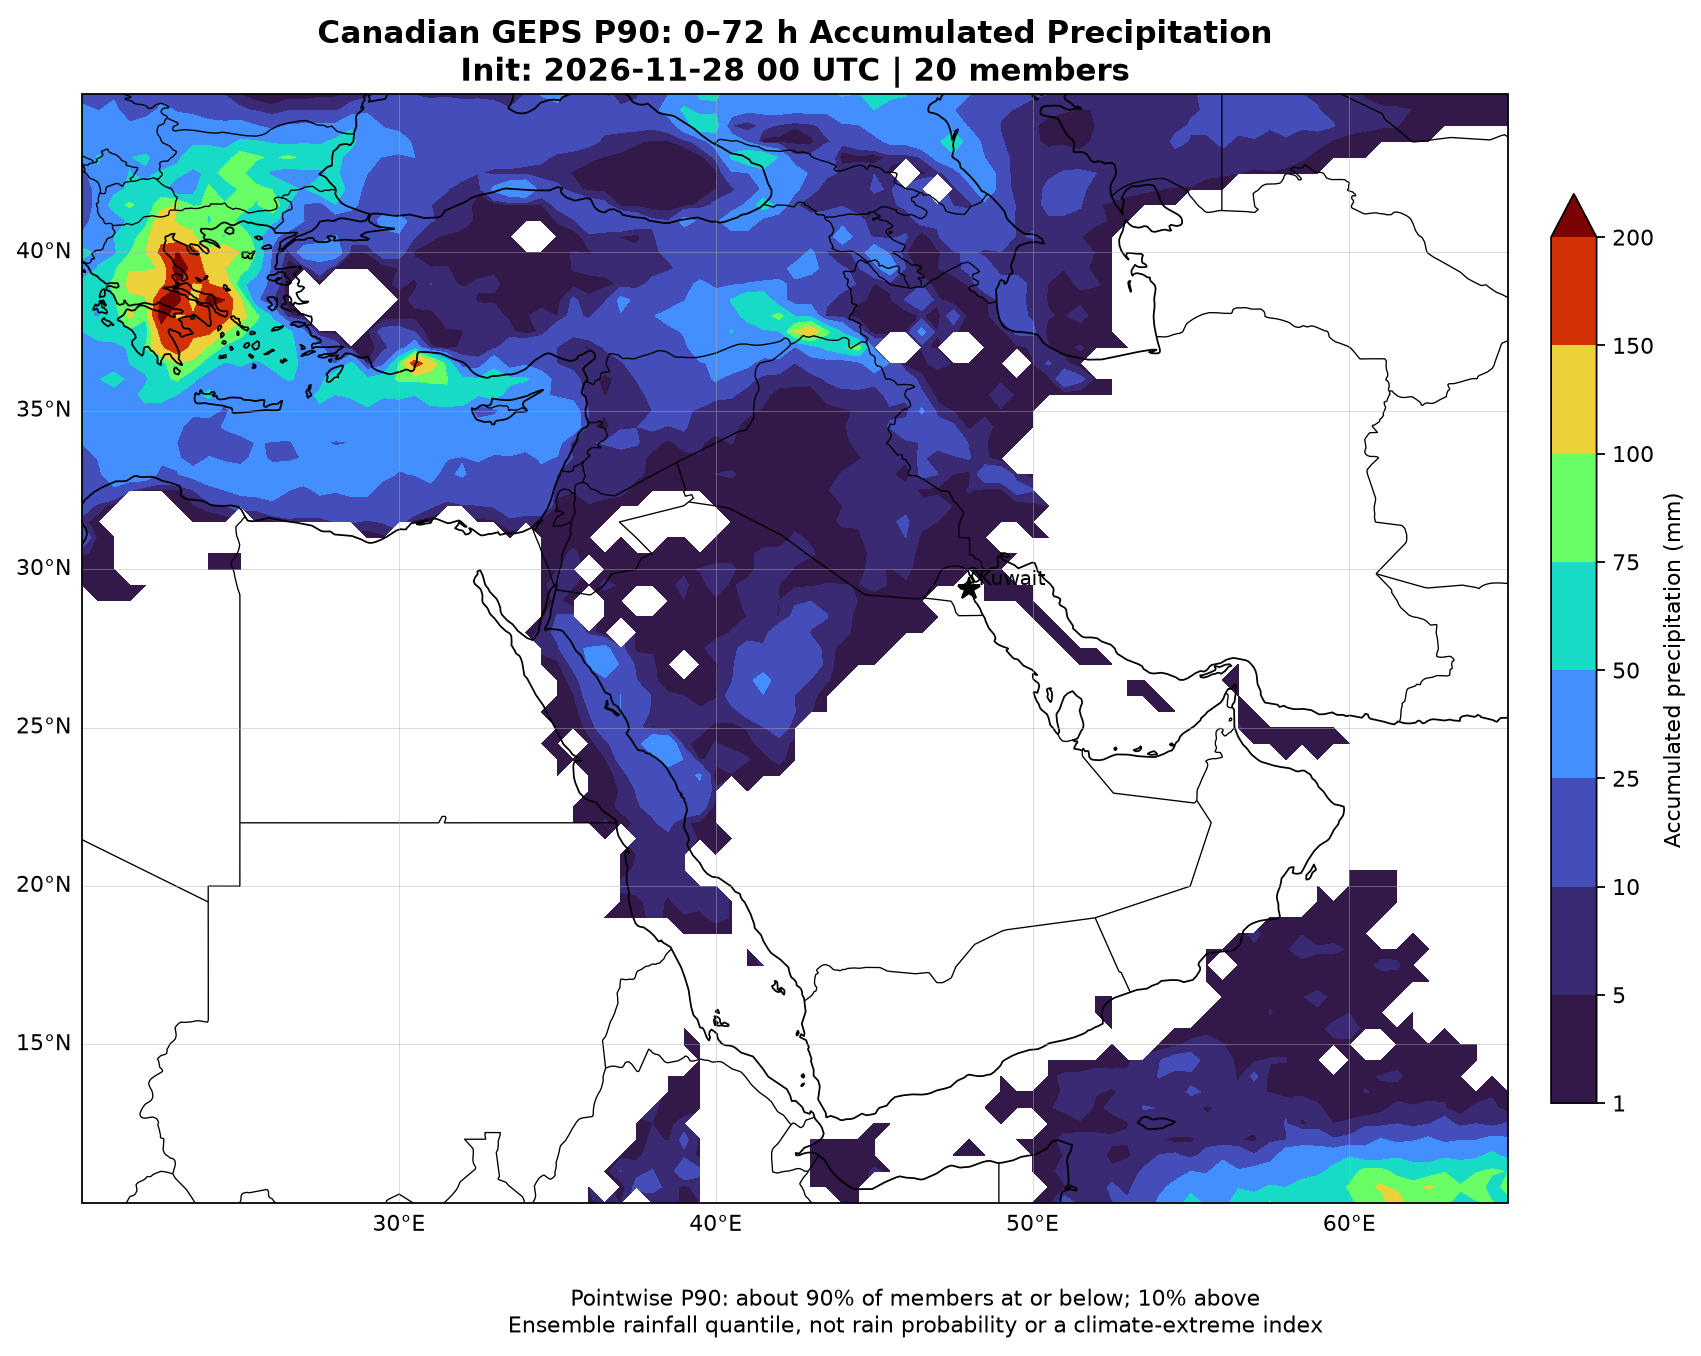 Canadian GEPS P90: 0–72 h Accumulated Precipitation
Init: 2026-11-28 00 UTC | 20 members
40°N
35°N
30°N
25°N
20°N
15°N
30°E
40°E
50°E
60°E
Kuwait
200
150
100
75
50
25
10
5
1
Accumulated precipitation (mm)
Pointwise P90: about 90% of members at or below; 10% above
Ensemble rainfall quantile, not rain probability or a climate-extreme index